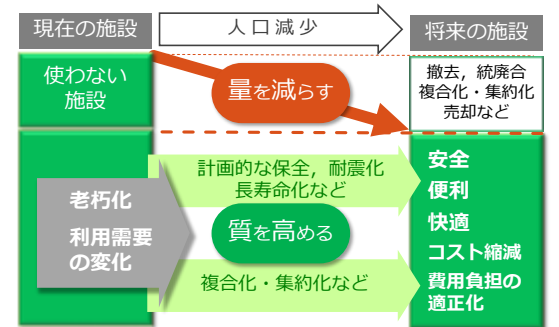 現在の施設
人口減少
将来の施設
使わない
施設
量を減らす
撤去，統廃合
複合化・集約化
売却など
計画的な保全，耐震化
長寿命化など
老朽化
利用需要
の変化
質を高める
複合化・集約化など
安全
便利
快適
コスト縮減
費用負担の
適正化